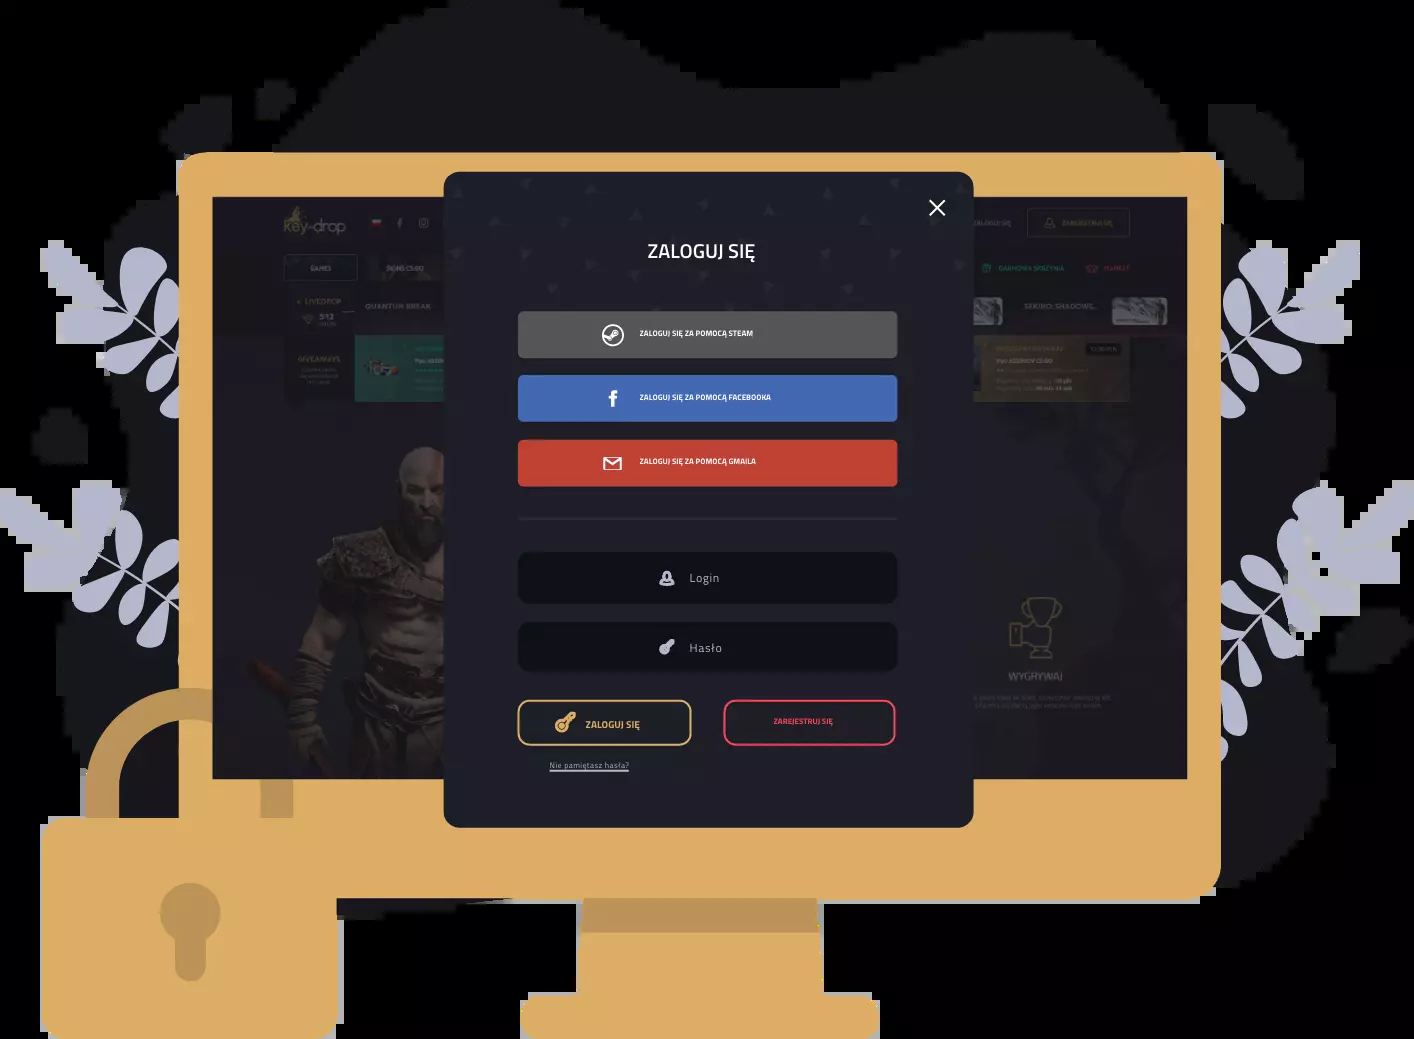 key-drop
ZALOGUJ SIĘ
ZAREJESTRUJ SIĘ
GAMES
SKINS CS:GO
DARMOWA SKRZYNIA
MARKET
LIVEDROP
512
QUANTUM BREAK
SEKIRO: SHADOWS...
GIVEAWAYS
ZALOGUJ SIĘ
ZALOGUJ SIĘ ZA POMOCĄ STEAM
ZALOGUJ SIĘ ZA POMOCĄ FACEBOOKA
ZALOGUJ SIĘ ZA POMOCĄ GMAILA
Login
Hasło
ZALOGUJ SIĘ
ZAREJESTRUJ SIĘ
Nie pamiętasz hasła?
WYGRYWAJ